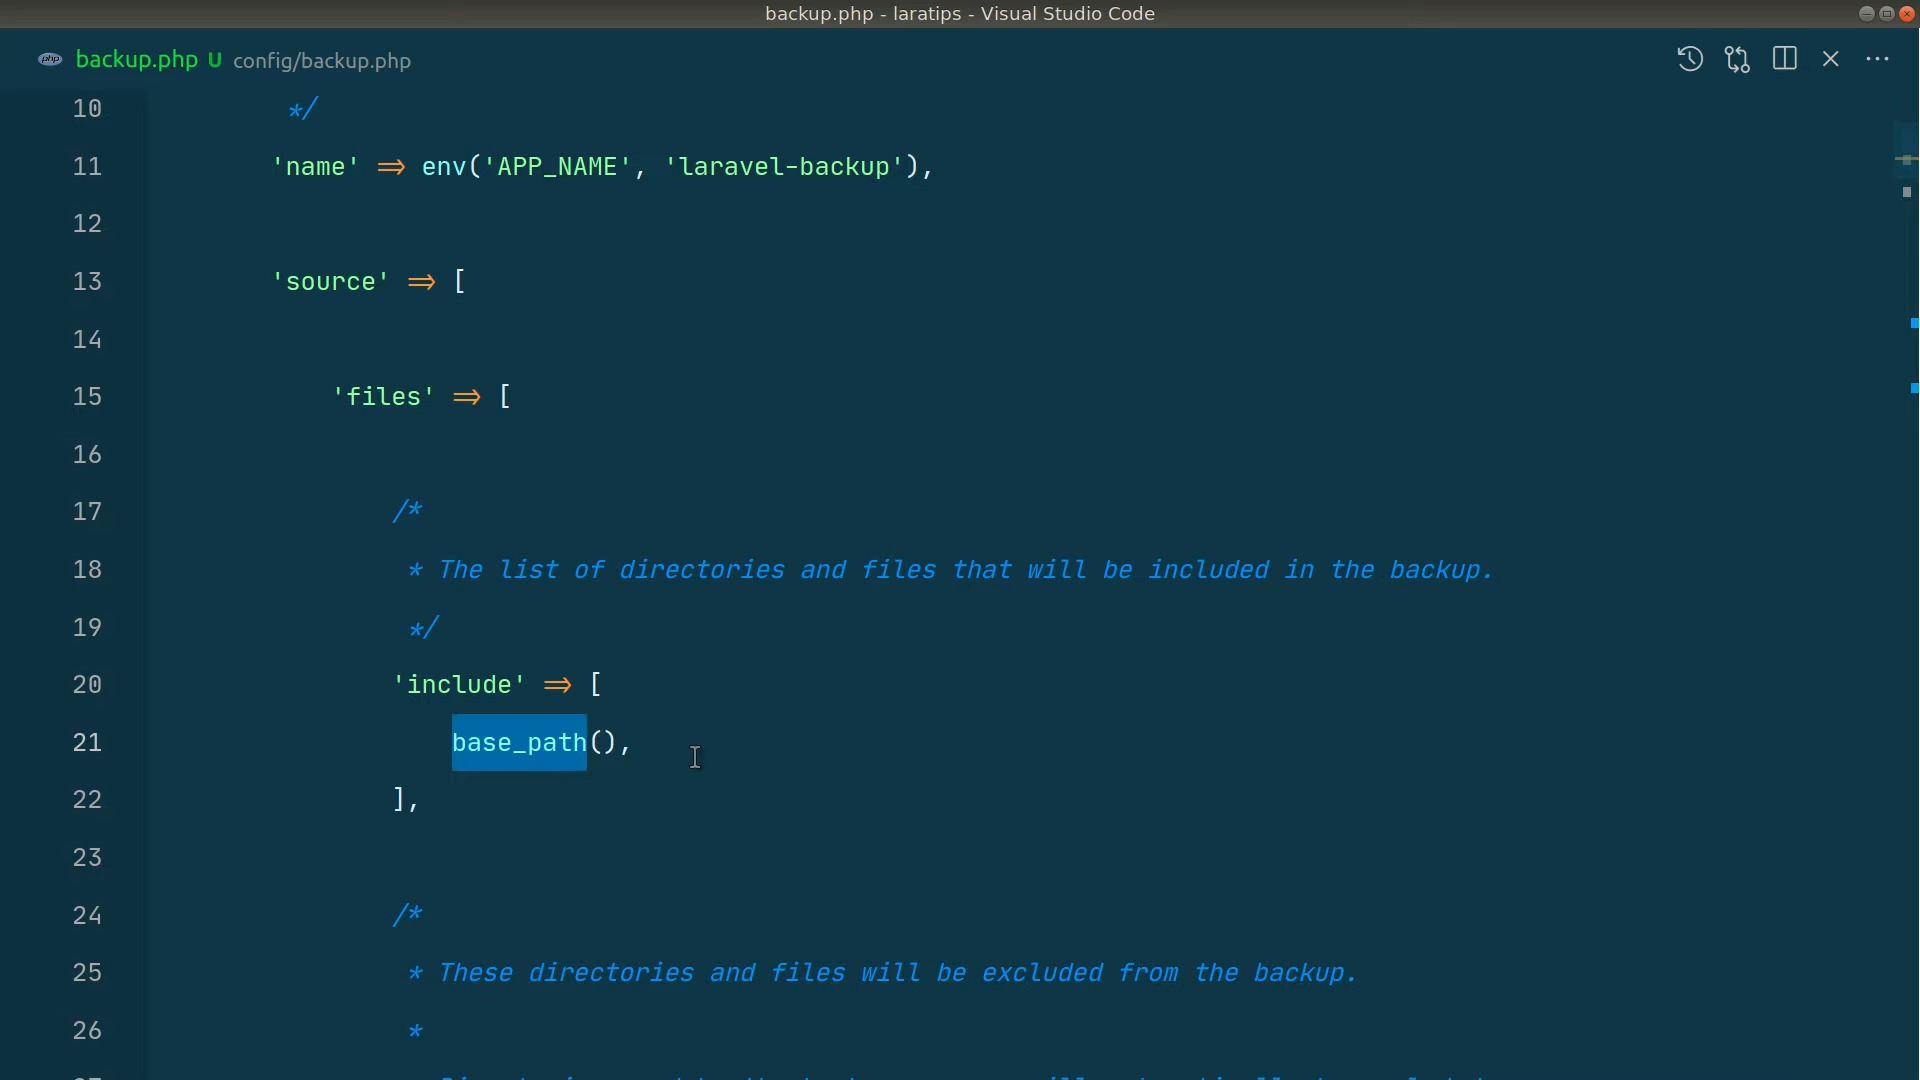 backup.php - laratips - Visual Studio Code
php backup.php U config/backup.php
10 */
11 'name' => env('APP_NAME', 'laravel-backup'),
12
13 'source' => [
14
15 'files' => [
16
17 /*
18 * The list of directories and files that will be included in the backup.
19 */
20 'include' => [
21 base_path(),
22 ],
23
24 /*
25 * These directories and files will be excluded from the backup.
26 *